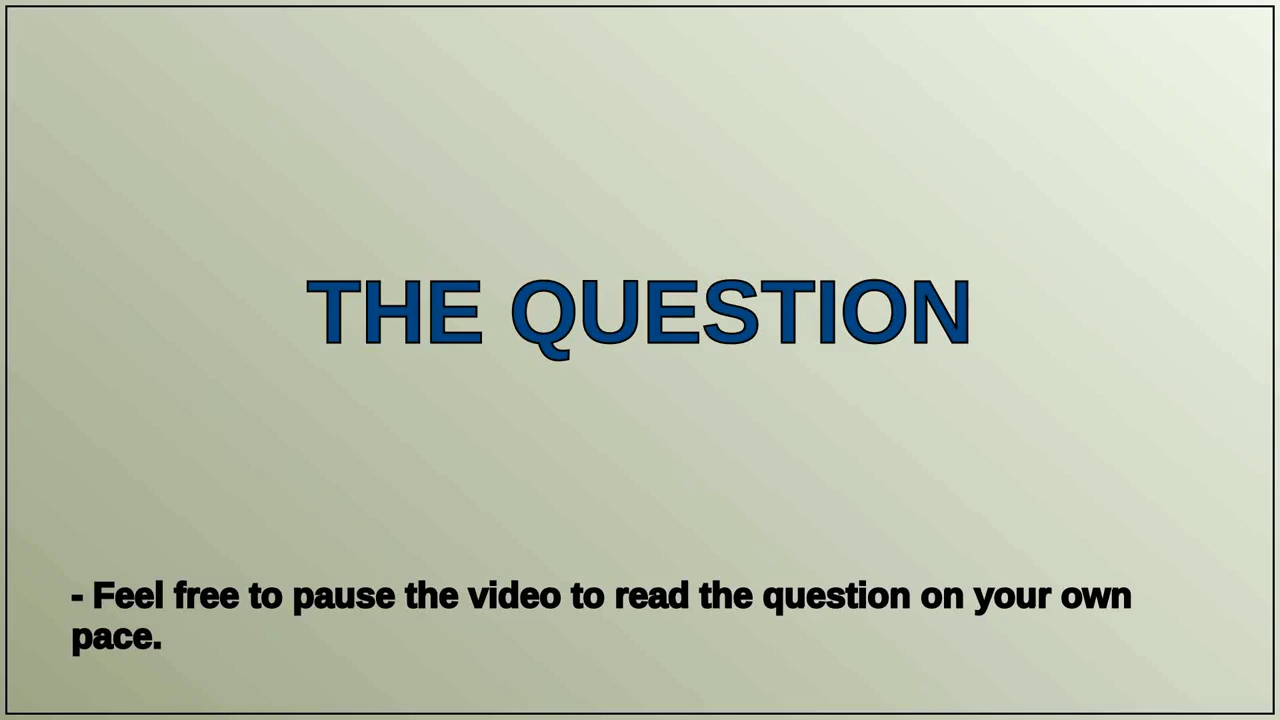 THE QUESTION
- Feel free to pause the video to read the question on your own
pace.